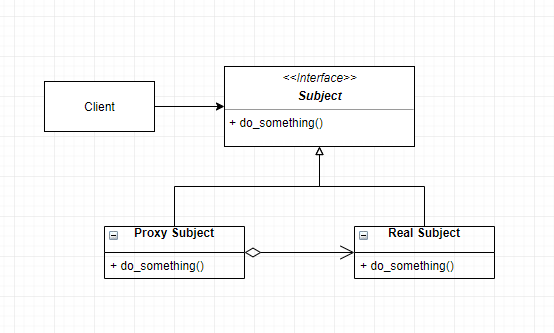 <<interface>>
Subject
Client
+ do_something()
Proxy Subject
+ do_something()
Real Subject
+ do_something()